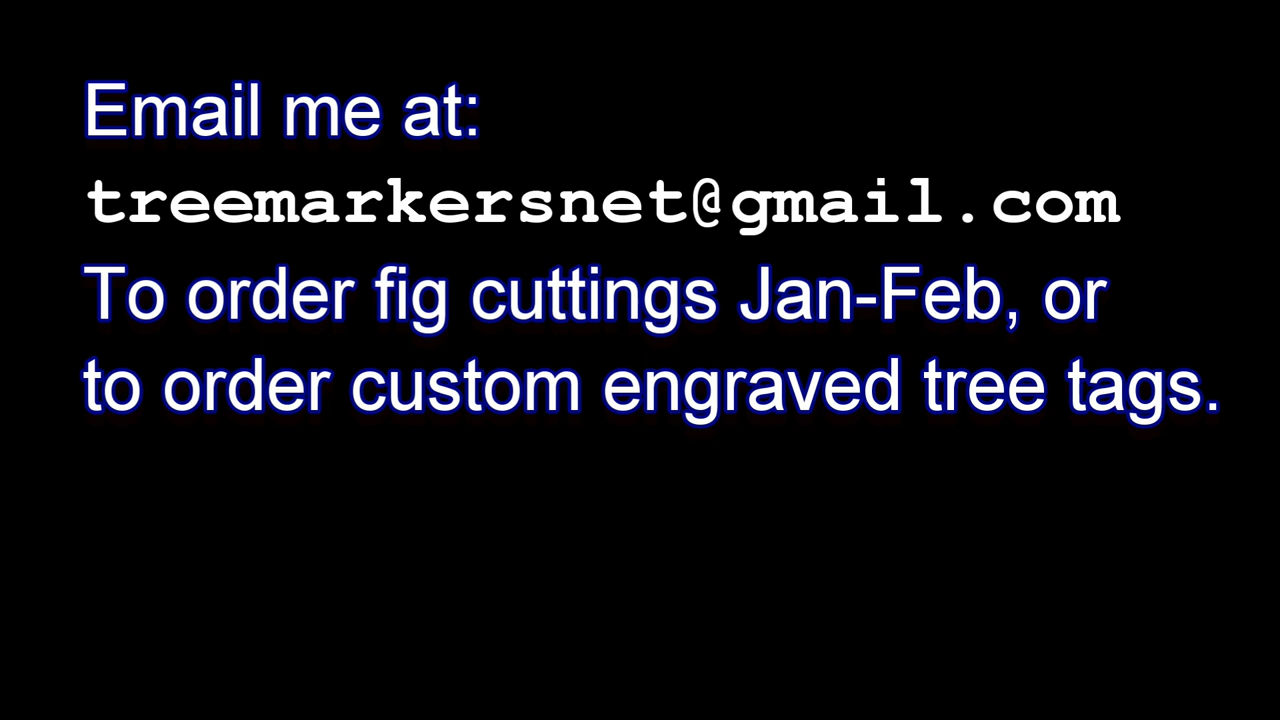 Email me at:
treemarkersnet@gmail.com
To order fig cuttings Jan-Feb, or
to order custom engraved tree tags.